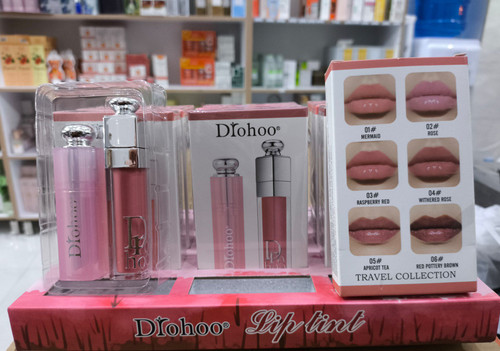 Diohoo®
Diohoo
D
01#
MERMAID
02#
ROSE
03#
RASPBERRY RED
04#
WITHERED ROSE
05#
APRICOT TEA
06#
RED POTTERY BROWN
TRAVEL COLLECTION
Diohoo® Lip tint